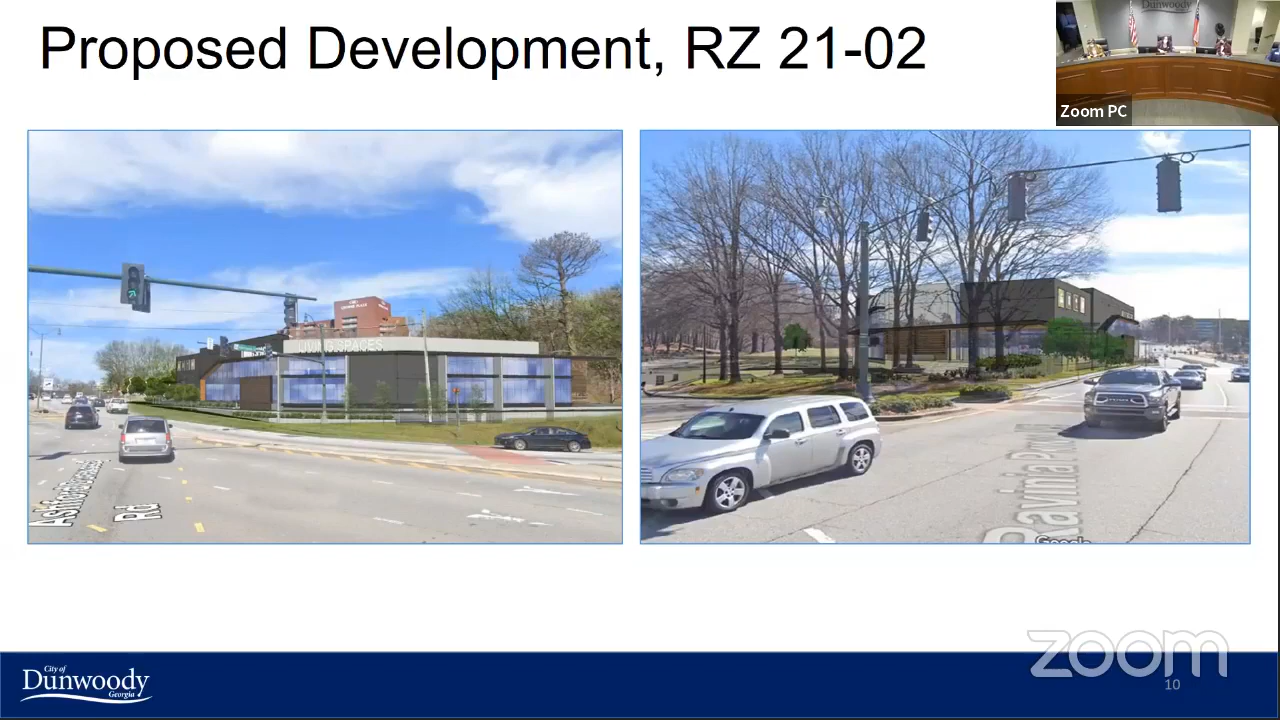 Proposed Development, RZ 21-02
Dunwoody
Zoom PC
LIVING SPACES
Ashford Dunwoody
Rd
Ravinia Pkwy
Google
City of
Dunwoody
Georgia
zoom
10